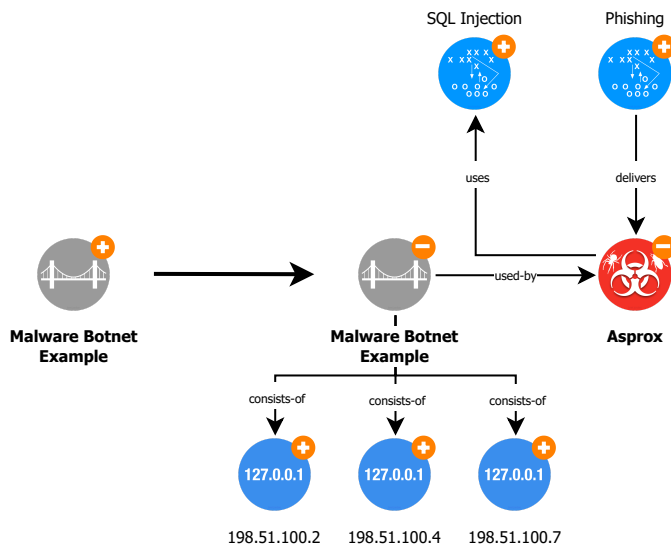 SQL Injection
Phishing
uses
delivers
used-by
Malware Botnet
Example
Malware Botnet
Example
Asprox
consists-of
consists-of
consists-of
127.0.0.1
127.0.0.1
127.0.0.1
198.51.100.2
198.51.100.4
198.51.100.7